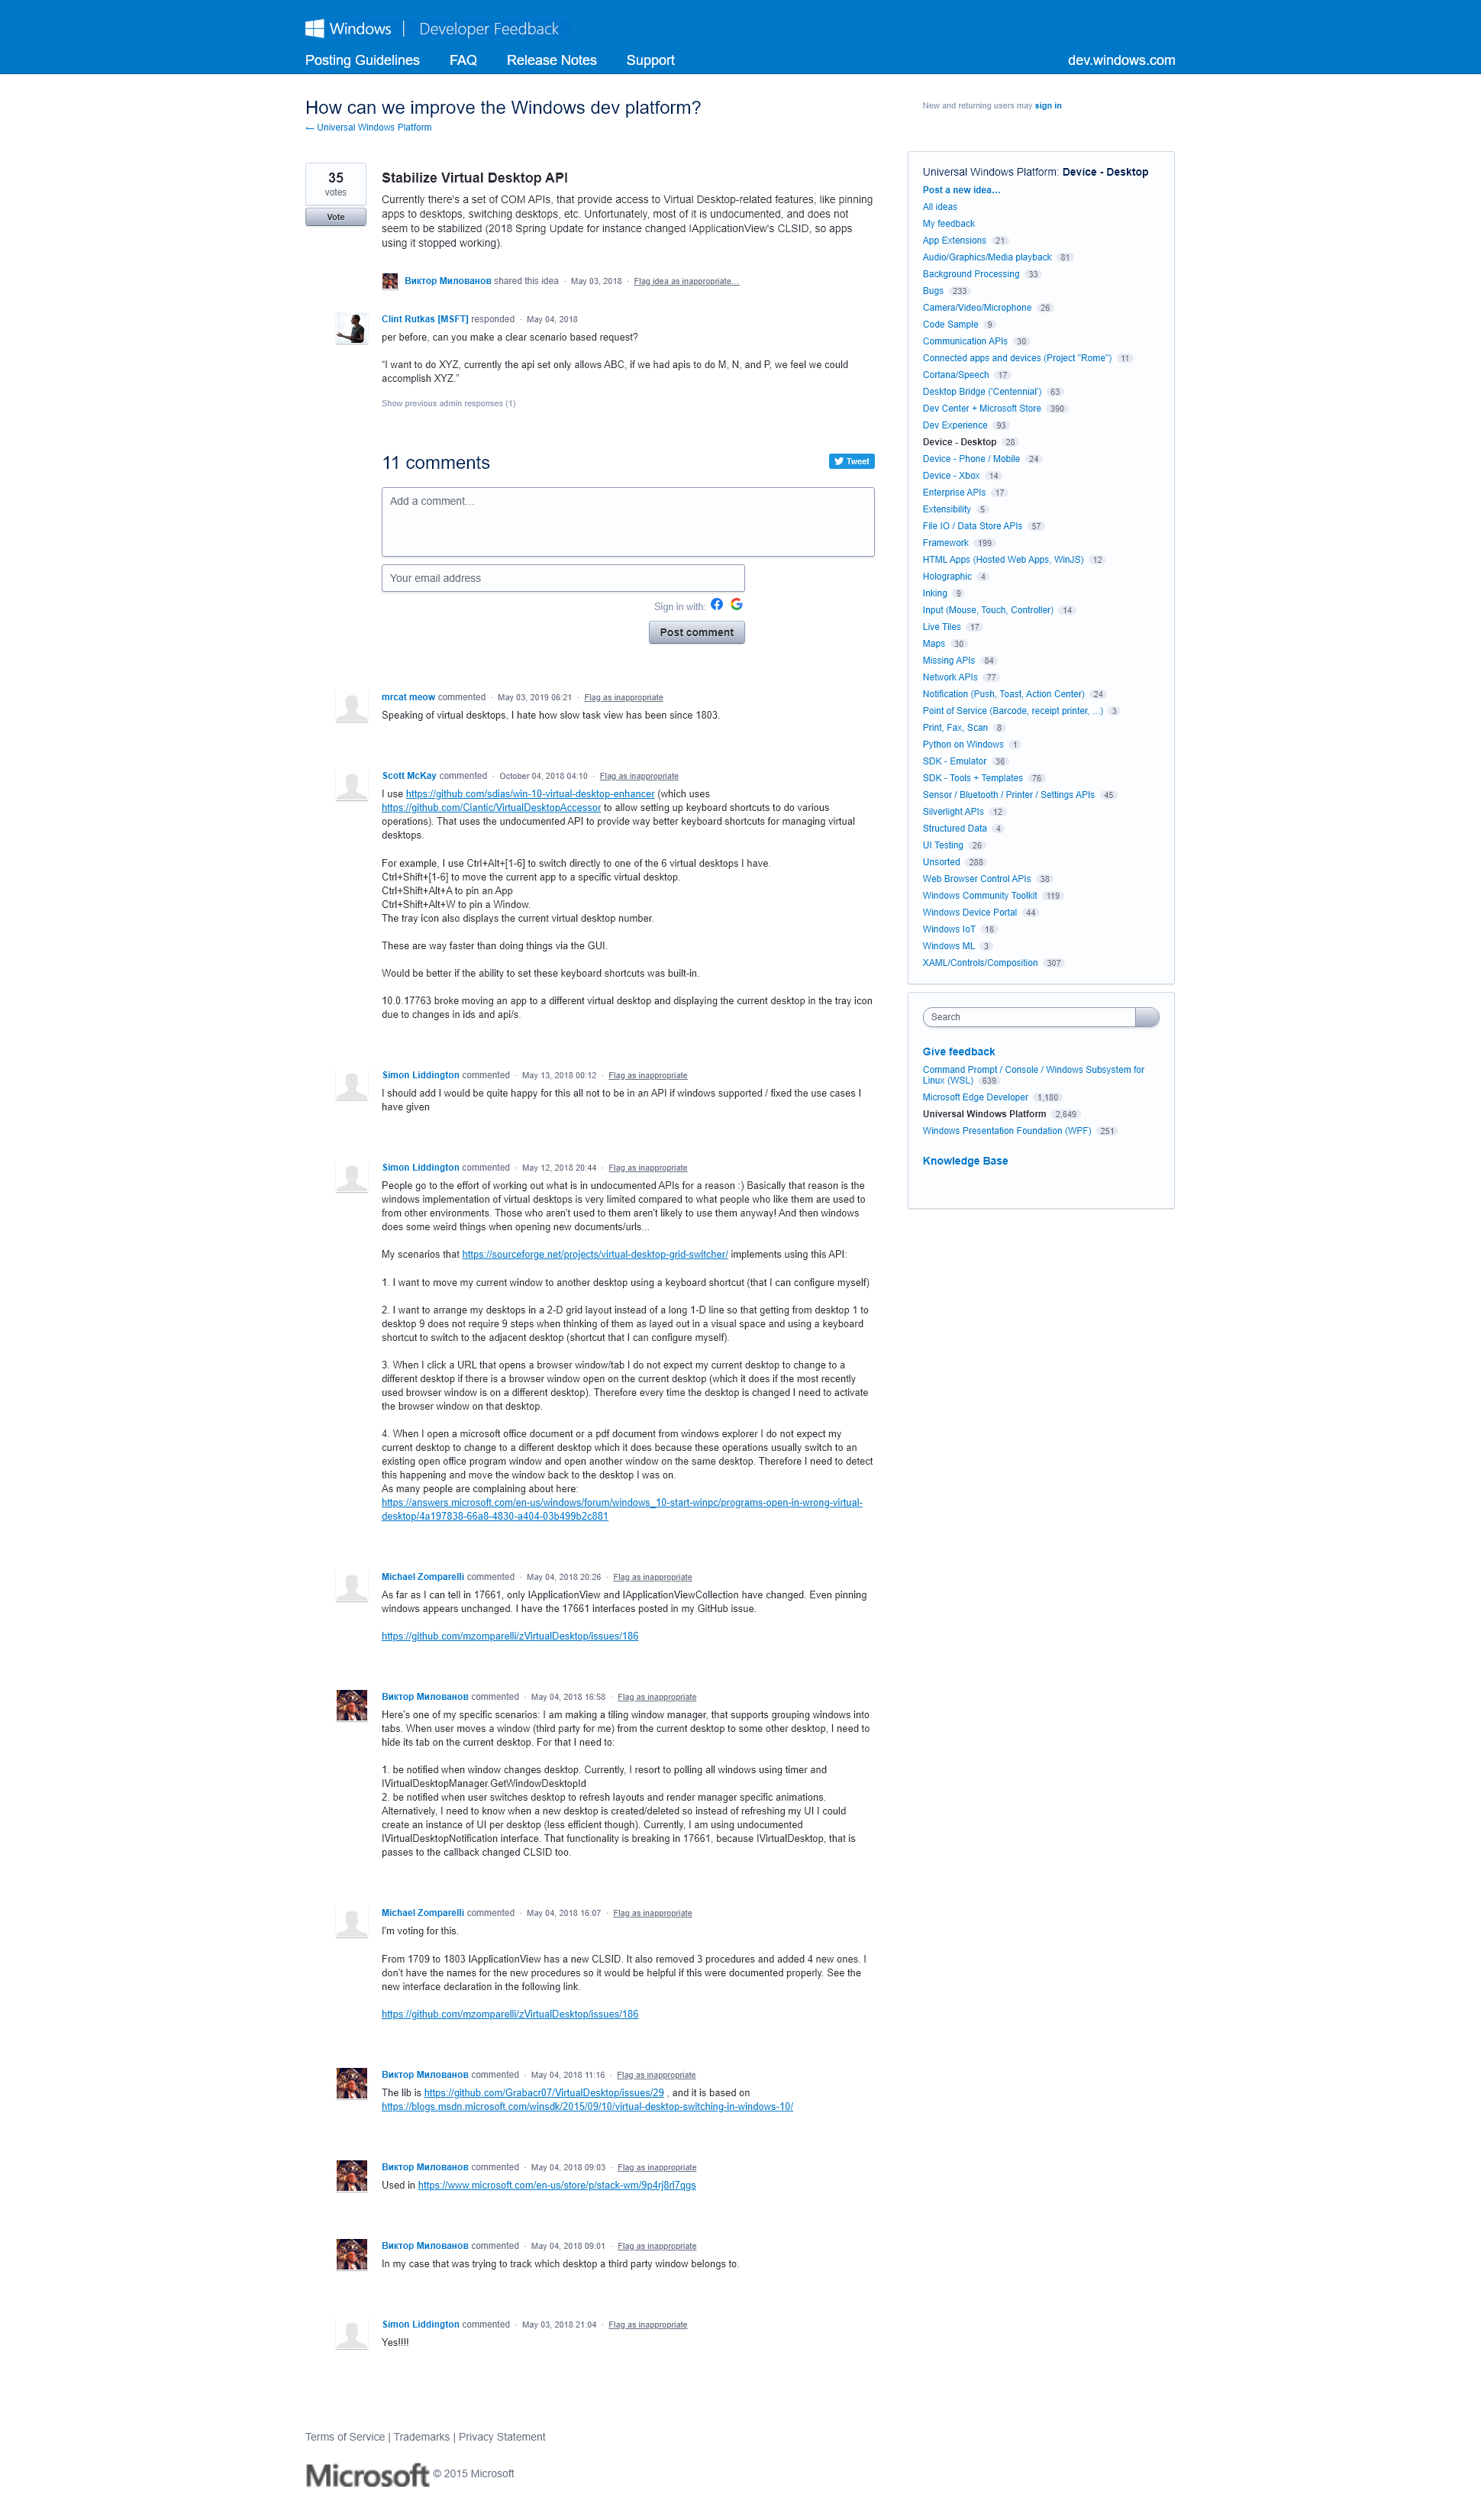 Windows | Developer Feedback
Posting Guidelines FAQ Release Notes Support dev.windows.com
How can we improve the Windows dev platform?
← Universal Windows Platform
New and returning users may sign in
35
votes
Vote
Stabilize Virtual Desktop API
Currently there's a set of COM APIs, that provide access to Virtual Desktop-related features, like pinning
apps to desktops, switching desktops, etc. Unfortunately, most of it is undocumented, and does not
seem to be stabilized (2018 Spring Update for instance changed IApplicationView's CLSID, so apps
using it stopped working).
Виктор Милованов shared this idea · May 03, 2018 · Flag idea as inappropriate…
Clint Rutkas [MSFT] responded · May 04, 2018
per before, can you make a clear scenario based request?
“I want to do XYZ, currently the api set only allows ABC, if we had apis to do M, N, and P, we feel we could
accomplish XYZ.”
Show previous admin responses (1)
11 comments
Tweet
Add a comment…
Your email address
Sign in with:
Post comment
mrcat meow commented · May 03, 2019 06:21 · Flag as inappropriate
Speaking of virtual desktops, I hate how slow task view has been since 1803.
Scott McKay commented · October 04, 2018 04:10 · Flag as inappropriate
I use https://github.com/sdias/win-10-virtual-desktop-enhancer (which uses
https://github.com/Ciantic/VirtualDesktopAccessor to allow setting up keyboard shortcuts to do various
operations). That uses the undocumented API to provide way better keyboard shortcuts for managing virtual
desktops.
For example, I use Ctrl+Alt+[1-6] to switch directly to one of the 6 virtual desktops I have.
Ctrl+Shift+[1-6] to move the current app to a specific virtual desktop.
Ctrl+Shift+Alt+A to pin an App
Ctrl+Shift+Alt+W to pin a Window.
The tray icon also displays the current virtual desktop number.
These are way faster than doing things via the GUI.
Would be better if the ability to set these keyboard shortcuts was built-in.
10.0.17763 broke moving an app to a different virtual desktop and displaying the current desktop in the tray icon
due to changes in ids and api/s.
Simon Liddington commented · May 13, 2018 00:12 · Flag as inappropriate
I should add I would be quite happy for this all not to be in an API if windows supported / fixed the use cases I
have given
Simon Liddington commented · May 12, 2018 20:44 · Flag as inappropriate
People go to the effort of working out what is in undocumented APIs for a reason :) Basically that reason is the
windows implementation of virtual desktops is very limited compared to what people who like them are used to
from other environments. Those who aren't used to them aren't likely to use them anyway! And then windows
does some weird things when opening new documents/urls...
My scenarios that https://sourceforge.net/projects/virtual-desktop-grid-switcher/ implements using this API:
1. I want to move my current window to another desktop using a keyboard shortcut (that I can configure myself)
2. I want to arrange my desktops in a 2-D grid layout instead of a long 1-D line so that getting from desktop 1 to
desktop 9 does not require 9 steps when thinking of them as layed out in a visual space and using a keyboard
shortcut to switch to the adjacent desktop (shortcut that I can configure myself).
3. When I click a URL that opens a browser window/tab I do not expect my current desktop to change to a
different desktop if there is a browser window open on the current desktop (which it does if the most recently
used browser window is on a different desktop). Therefore every time the desktop is changed I need to activate
the browser window on that desktop.
4. When I open a microsoft office document or a pdf document from windows explorer I do not expect my
current desktop to change to a different desktop which it does because these operations usually switch to an
existing open office program window and open another window on the same desktop. Therefore I need to detect
this happening and move the window back to the desktop I was on.
As many people are complaining about here:
https://answers.microsoft.com/en-us/windows/forum/windows_10-start-winpc/programs-open-in-wrong-virtual-
desktop/4a197838-66a8-4830-a404-03b499b2c881
Michael Zomparelli commented · May 04, 2018 20:26 · Flag as inappropriate
As far as I can tell in 17661, only IApplicationView and IApplicationViewCollection have changed. Even pinning
windows appears unchanged. I have the 17661 interfaces posted in my GitHub issue.
https://github.com/mzomparelli/zVirtualDesktop/issues/186
Виктор Милованов commented · May 04, 2018 16:58 · Flag as inappropriate
Here's one of my specific scenarios: I am making a tiling window manager, that supports grouping windows into
tabs. When user moves a window (third party for me) from the current desktop to some other desktop, I need to
hide its tab on the current desktop. For that I need to:
1. be notified when window changes desktop. Currently, I resort to polling all windows using timer and
IVirtualDesktopManager.GetWindowDesktopId
2. be notified when user switches desktop to refresh layouts and render manager specific animations.
Alternatively, I need to know when a new desktop is created/deleted so instead of refreshing my UI I could
create an instance of UI per desktop (less efficient though). Currently, I am using undocumented
IVirtualDesktopNotification interface. That functionality is breaking in 17661, because IVirtualDesktop, that is
passes to the callback changed CLSID too.
Michael Zomparelli commented · May 04, 2018 16:07 · Flag as inappropriate
I'm voting for this.
From 1709 to 1803 IApplicationView has a new CLSID. It also removed 3 procedures and added 4 new ones. I
don't have the names for the new procedures so it would be helpful if this were documented properly. See the
new interface declaration in the following link.
https://github.com/mzomparelli/zVirtualDesktop/issues/186
Виктор Милованов commented · May 04, 2018 11:16 · Flag as inappropriate
The lib is https://github.com/Grabacr07/VirtualDesktop/issues/29 , and it is based on
https://blogs.msdn.microsoft.com/winsdk/2015/09/10/virtual-desktop-switching-in-windows-10/
Виктор Милованов commented · May 04, 2018 09:03 · Flag as inappropriate
Used in https://www.microsoft.com/en-us/store/p/stack-wm/9p4rj8rl7qgs
Виктор Милованов commented · May 04, 2018 09:01 · Flag as inappropriate
In my case that was trying to track which desktop a third party window belongs to.
Simon Liddington commented · May 03, 2018 21:04 · Flag as inappropriate
Yes!!!!
Universal Windows Platform: Device - Desktop
Post a new idea…
All ideas
My feedback
App Extensions 21
Audio/Graphics/Media playback 81
Background Processing 33
Bugs 233
Camera/Video/Microphone 26
Code Sample 9
Communication APIs 30
Connected apps and devices (Project "Rome") 11
Cortana/Speech 17
Desktop Bridge ('Centennial') 63
Dev Center + Microsoft Store 390
Dev Experience 93
Device - Desktop 28
Device - Phone / Mobile 24
Device - Xbox 14
Enterprise APIs 17
Extensibility 5
File IO / Data Store APIs 57
Framework 199
HTML Apps (Hosted Web Apps, WinJS) 12
Holographic 4
Inking 9
Input (Mouse, Touch, Controller) 14
Live Tiles 17
Maps 30
Missing APIs 84
Network APIs 77
Notification (Push, Toast, Action Center) 24
Point of Service (Barcode, receipt printer, ...) 3
Print, Fax, Scan 8
Python on Windows 1
SDK - Emulator 36
SDK - Tools + Templates 76
Sensor / Bluetooth / Printer / Settings APIs 45
Silverlight APIs 12
Structured Data 4
UI Testing 26
Unsorted 288
Web Browser Control APIs 38
Windows Community Toolkit 119
Windows Device Portal 44
Windows IoT 16
Windows ML 3
XAML/Controls/Composition 307
Search
Give feedback
Command Prompt / Console / Windows Subsystem for
Linux (WSL) 639
Microsoft Edge Developer 1,180
Universal Windows Platform 2,649
Windows Presentation Foundation (WPF) 251
Knowledge Base
Terms of Service | Trademarks | Privacy Statement
Microsoft © 2015 Microsoft